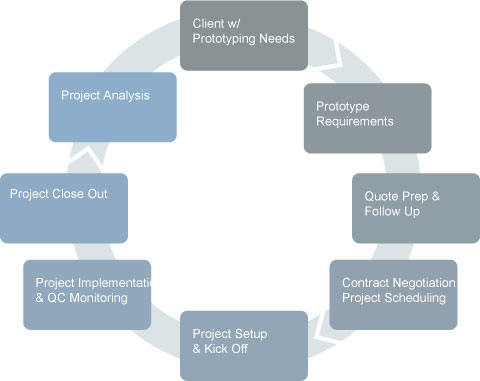 Client w/
Prototyping Needs
Prototype
Requirements
Quote Prep &
Follow Up
Contract Negotiation
Project Scheduling
Project Setup
& Kick Off
Project Implementatio
& QC Monitoring
Project Close Out
Project Analysis